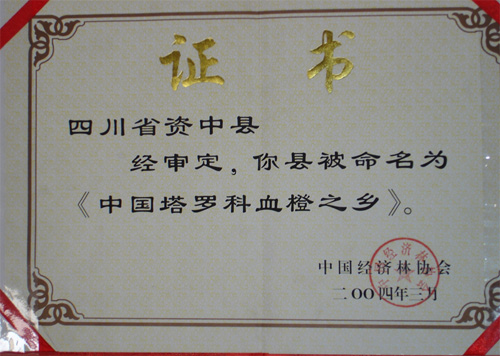 证 书
四川省资中县
经审定，你县被命名为
《中国塔罗科血橙之乡》。
中国经济林协会
二〇〇四年三月